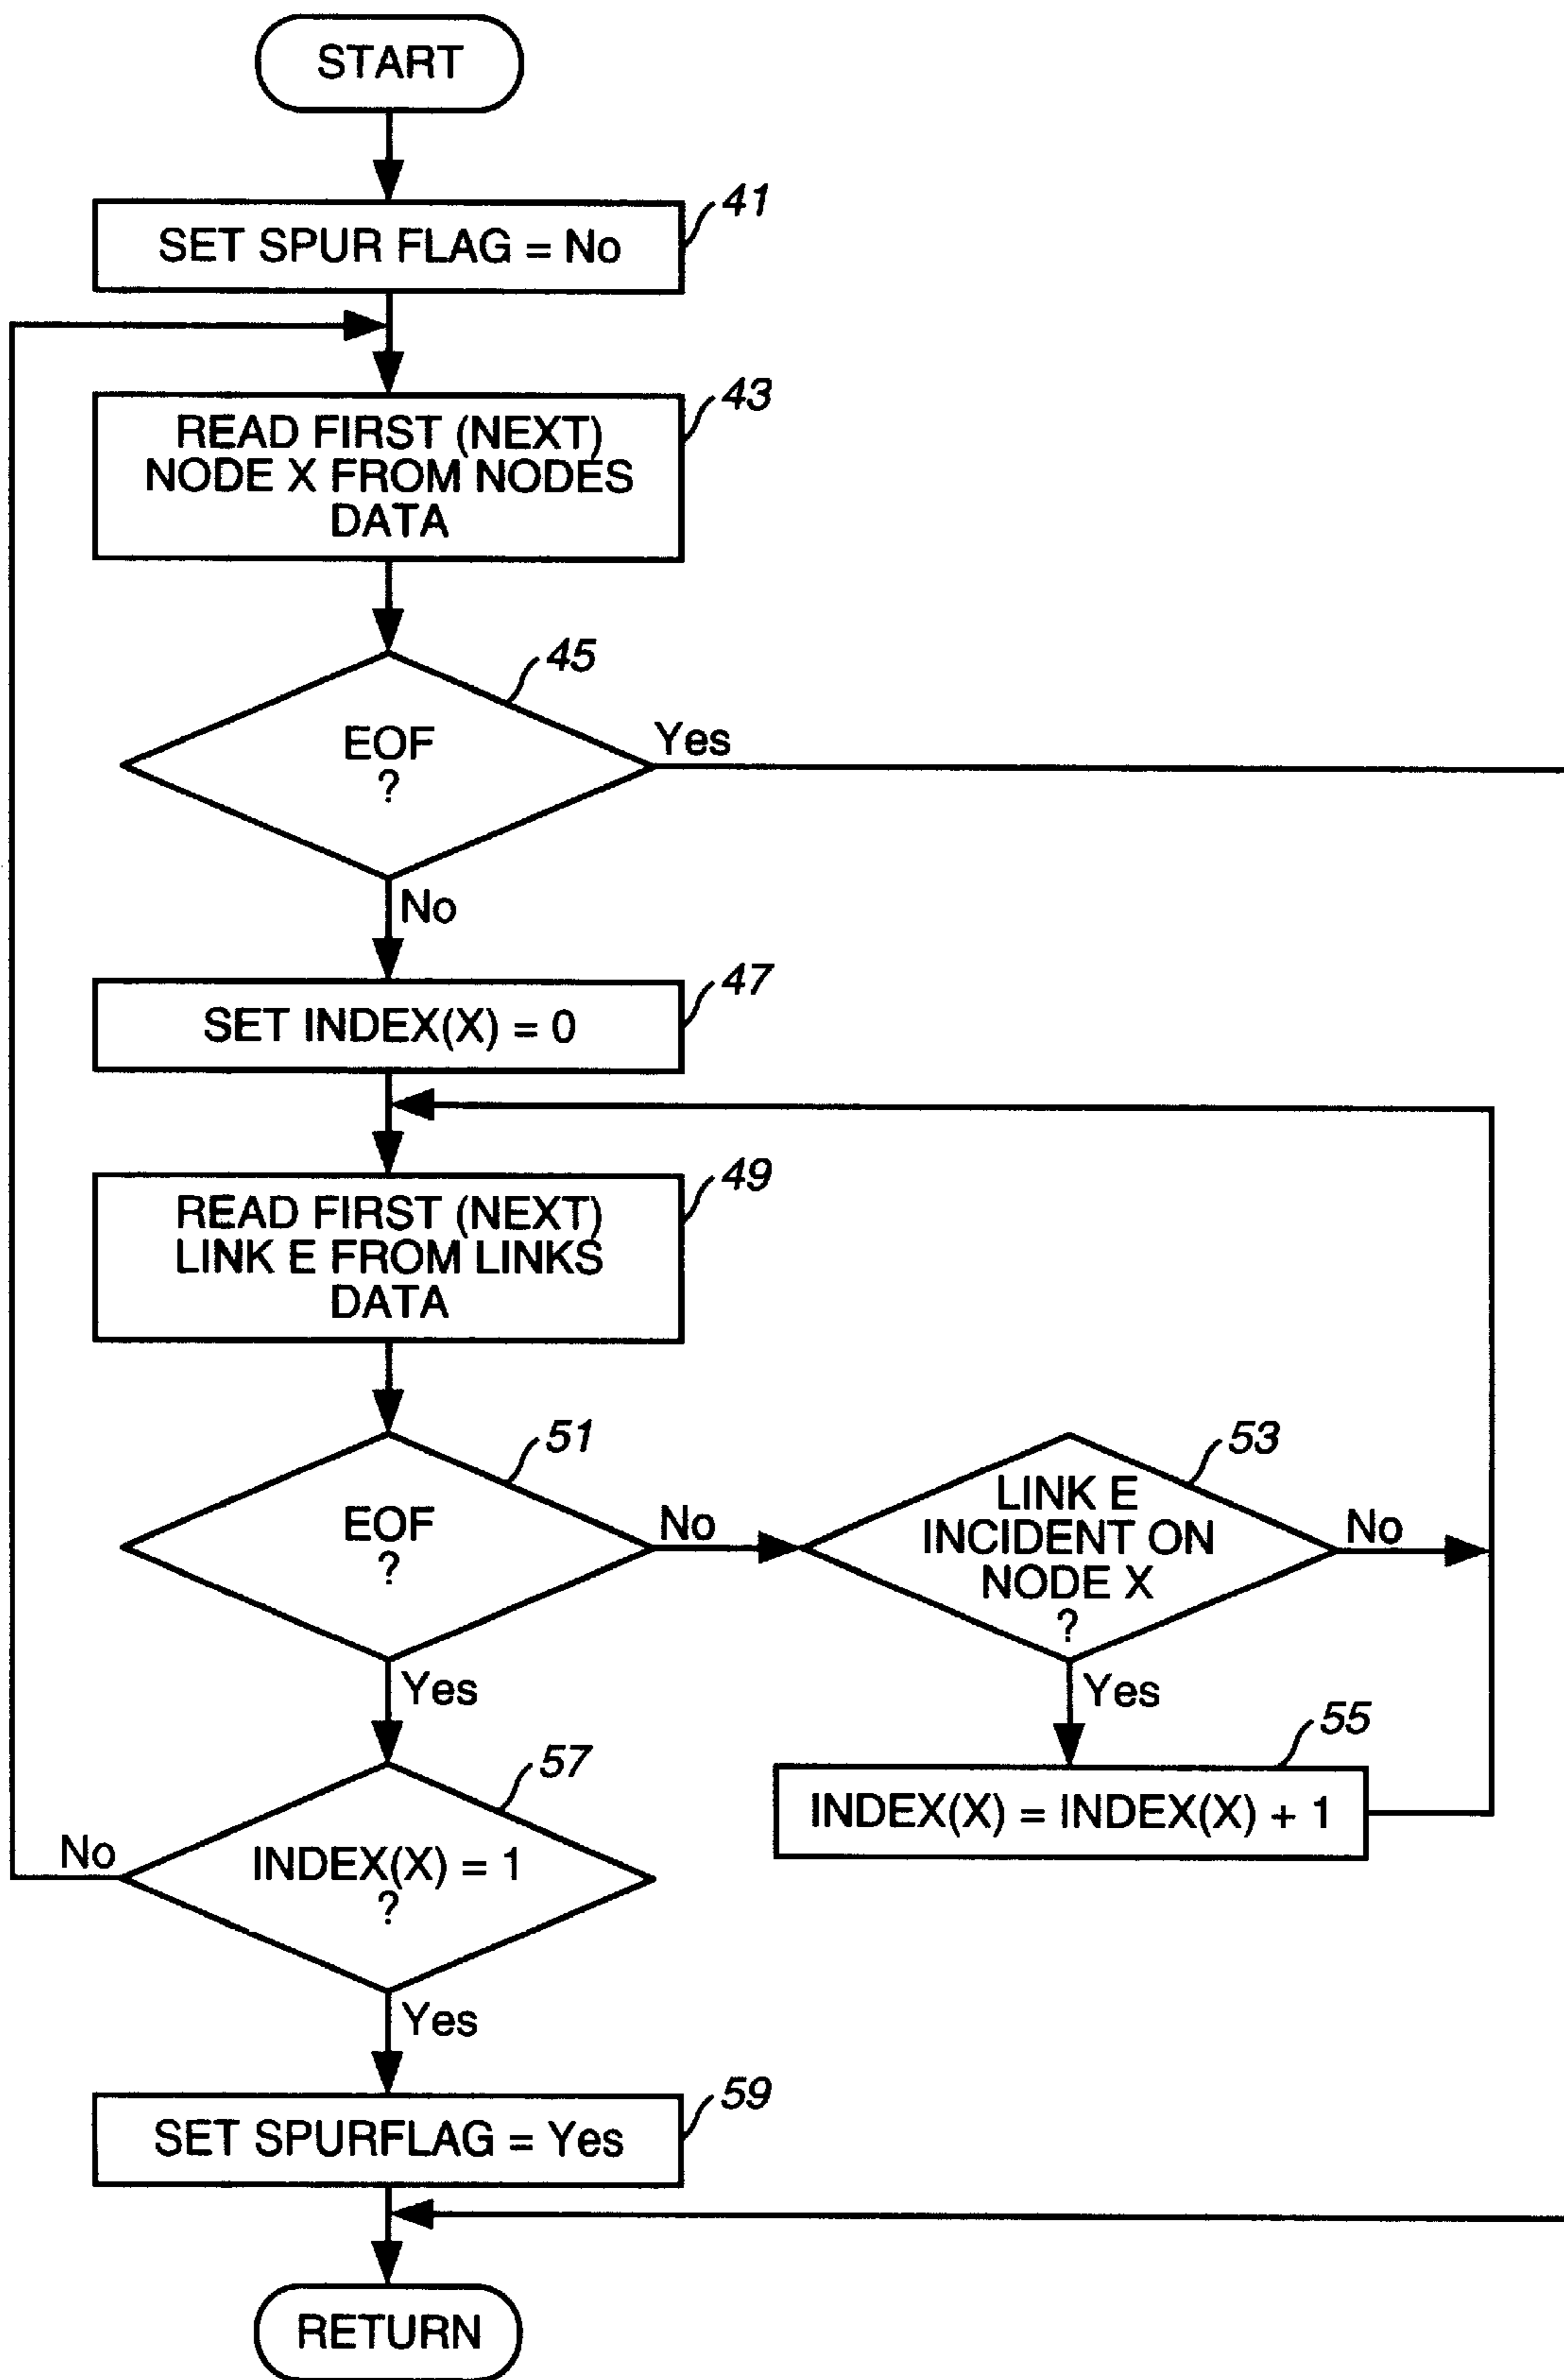 START
41
SET SPUR FLAG = No
43
READ FIRST (NEXT)
NODE X FROM NODES
DATA
45
EOF
?
Yes
No
47
SET INDEX(X) = 0
49
READ FIRST (NEXT)
LINK E FROM LINKS
DATA
51
EOF
?
No
53
LINK E
INCIDENT ON
NODE X
?
No
Yes
Yes
55
INDEX(X) = INDEX(X) + 1
57
INDEX(X) = 1
?
No
Yes
59
SET SPURFLAG = Yes
RETURN